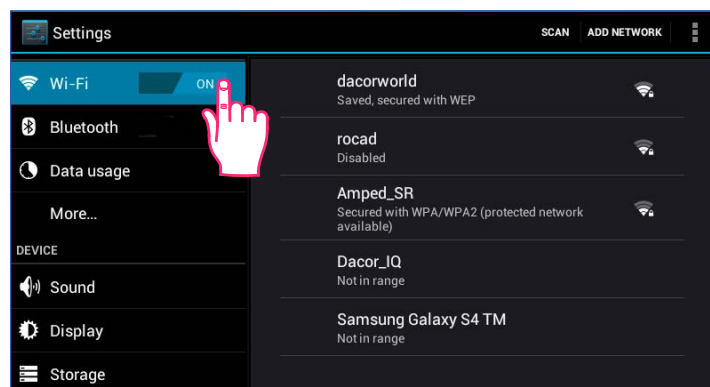 Settings
SCAN
ADD NETWORK
Wi-Fi
ON
Bluetooth
Data usage
More...
DEVICE
Sound
Display
Storage
dacorworld
Saved, secured with WEP
rocad
Disabled
Amped_SR
Secured with WPA/WPA2 (protected network
available)
Dacor_IQ
Not in range
Samsung Galaxy S4 TM
Not in range